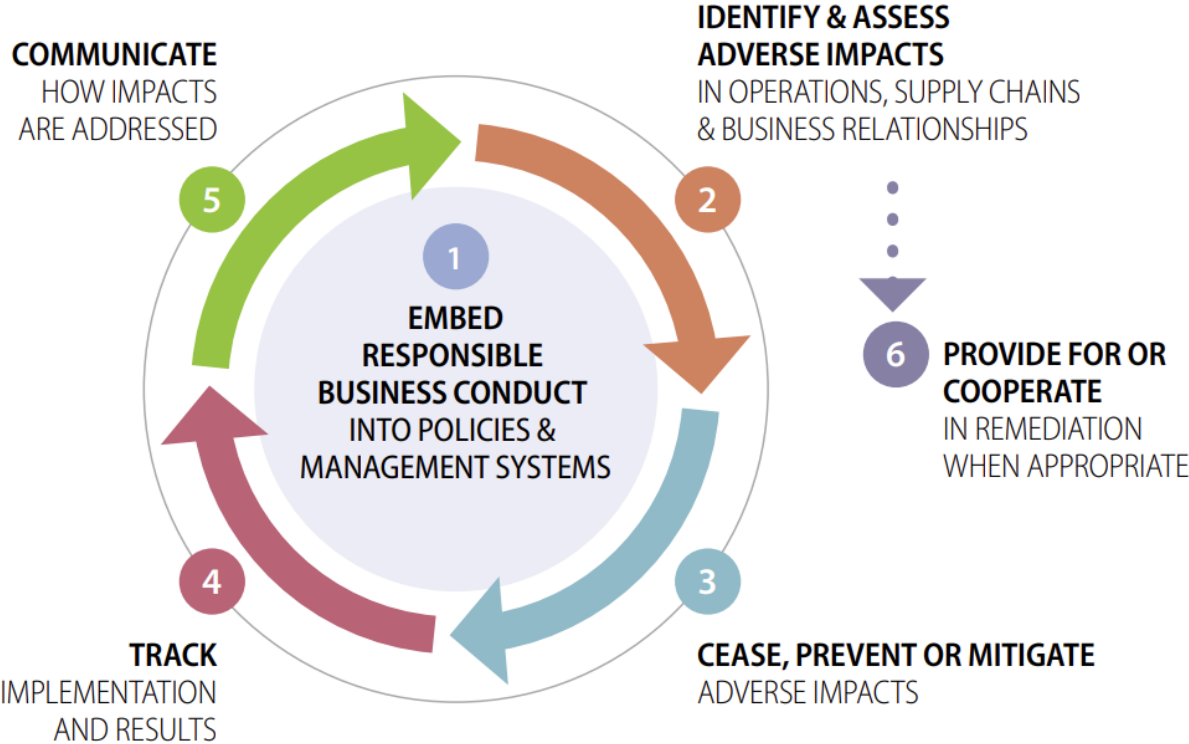 1
EMBED
RESPONSIBLE
BUSINESS CONDUCT
INTO POLICIES &
MANAGEMENT SYSTEMS
IDENTIFY & ASSESS
ADVERSE IMPACTS
IN OPERATIONS, SUPPLY CHAINS
& BUSINESS RELATIONSHIPS
2
3
CEASE, PREVENT OR MITIGATE
ADVERSE IMPACTS
4
TRACK
IMPLEMENTATION
AND RESULTS
COMMUNICATE
HOW IMPACTS
ARE ADDRESSED
5
6
PROVIDE FOR OR
COOPERATE
IN REMEDIATION
WHEN APPROPRIATE